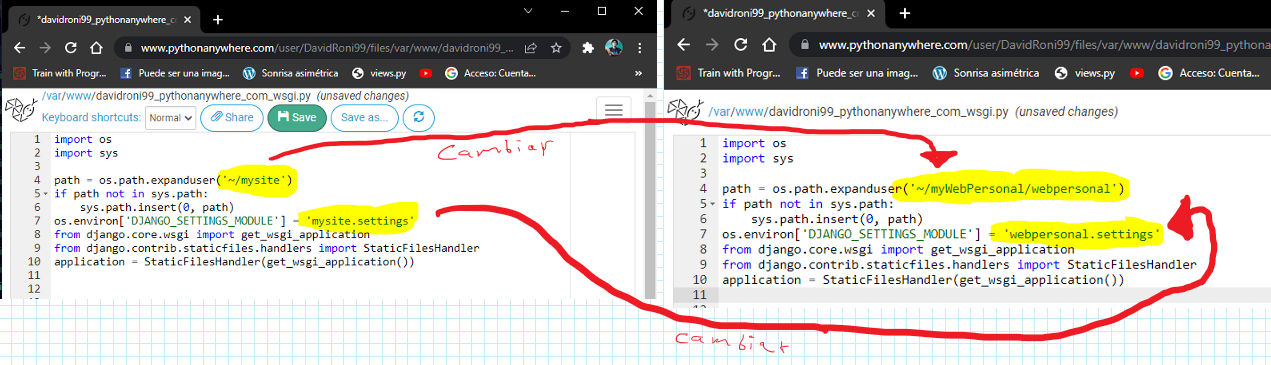 *davidroni99_pythonanywhere_co
www.pythonanywhere.com/user/DavidRoni99/files/var/www/davidroni99_...
Train with Progr...
Puede ser una imag...
Sonrisa asimétrica
views.py
Acceso: Cuenta...
»
/var/www/davidroni99_pythonanywhere_com_wsgi.py (unsaved changes)
Keyboard shortcuts: Normal Share Save Save as...
1 import os
2 import sys
3
4 path = os.path.expanduser('~/mysite')
5 if path not in sys.path:
6 sys.path.insert(0, path)
7 os.environ['DJANGO_SETTINGS_MODULE'] = 'mysite.settings'
8 from django.core.wsgi import get_wsgi_application
9 from django.contrib.staticfiles.handlers import StaticFilesHandler
10 application = StaticFilesHandler(get_wsgi_application())
11
12
Cambiar
*davidroni99_pythonanywhere_co
www.pythonanywhere.com/user/DavidRoni99/files/var/www/davidroni99_pythona
Train with Progr...
Puede ser una imag...
Sonrisa asimétrica
views.py
Acceso: Cuenta...
/var/www/davidroni99_pythonanywhere_com_wsgi.py (unsaved changes)
1 import os
2 import sys
3
4 path = os.path.expanduser('~/myWebPersonal/webpersonal')
5 if path not in sys.path:
6 sys.path.insert(0, path)
7 os.environ['DJANGO_SETTINGS_MODULE'] = 'webpersonal.settings'
8 from django.core.wsgi import get_wsgi_application
9 from django.contrib.staticfiles.handlers import StaticFilesHandler
10 application = StaticFilesHandler(get_wsgi_application())
11
Cambiar